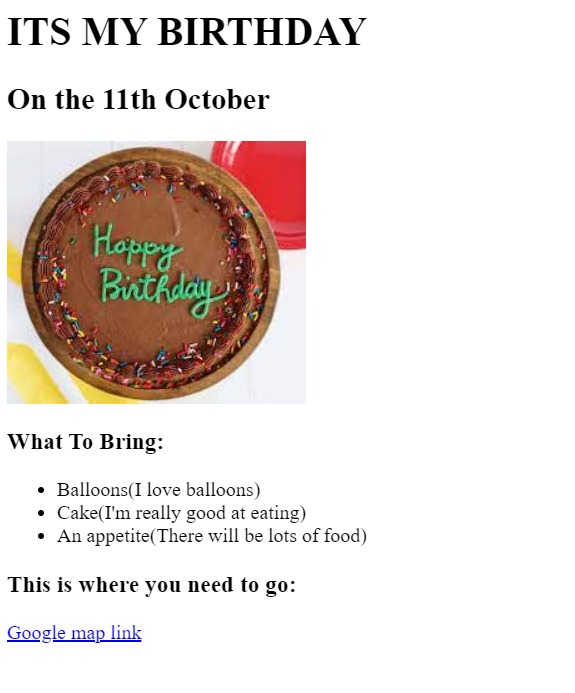 ITS MY BIRTHDAY
On the 11th October
Happy
Birthday
What To Bring:
Balloons(I love balloons)
Cake(I'm really good at eating)
An appetite(There will be lots of food)
This is where you need to go:
Google map link